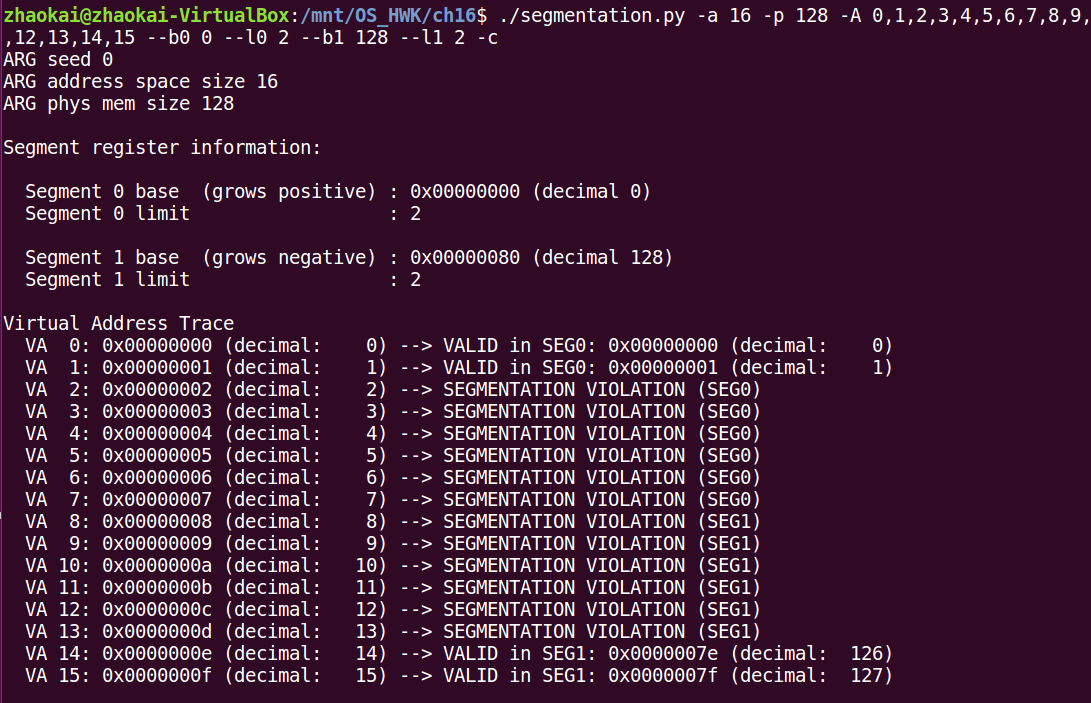 zhaokai@zhaokai-VirtualBox:/mnt/OS_HWK/ch16$ ./segmentation.py -a 16 -p 128 -A 0,1,2,3,4,5,6,7,8,9,
,12,13,14,15 --b0 0 --l0 2 --b1 128 --l1 2 -c
ARG seed 0
ARG address space size 16
ARG phys mem size 128
Segment register information:
Segment 0 base  (grows positive) : 0x00000000 (decimal 0)
Segment 0 limit                  : 2
Segment 1 base  (grows negative) : 0x00000080 (decimal 128)
Segment 1 limit                  : 2
Virtual Address Trace
VA  0: 0x00000000 (decimal:    0) --> VALID in SEG0: 0x00000000 (decimal:    0)
VA  1: 0x00000001 (decimal:    1) --> VALID in SEG0: 0x00000001 (decimal:    1)
VA  2: 0x00000002 (decimal:    2) --> SEGMENTATION VIOLATION (SEG0)
VA  3: 0x00000003 (decimal:    3) --> SEGMENTATION VIOLATION (SEG0)
VA  4: 0x00000004 (decimal:    4) --> SEGMENTATION VIOLATION (SEG0)
VA  5: 0x00000005 (decimal:    5) --> SEGMENTATION VIOLATION (SEG0)
VA  6: 0x00000006 (decimal:    6) --> SEGMENTATION VIOLATION (SEG0)
VA  7: 0x00000007 (decimal:    7) --> SEGMENTATION VIOLATION (SEG0)
VA  8: 0x00000008 (decimal:    8) --> SEGMENTATION VIOLATION (SEG1)
VA  9: 0x00000009 (decimal:    9) --> SEGMENTATION VIOLATION (SEG1)
VA 10: 0x0000000a (decimal:   10) --> SEGMENTATION VIOLATION (SEG1)
VA 11: 0x0000000b (decimal:   11) --> SEGMENTATION VIOLATION (SEG1)
VA 12: 0x0000000c (decimal:   12) --> SEGMENTATION VIOLATION (SEG1)
VA 13: 0x0000000d (decimal:   13) --> SEGMENTATION VIOLATION (SEG1)
VA 14: 0x0000000e (decimal:   14) --> VALID in SEG1: 0x0000007e (decimal:  126)
VA 15: 0x0000000f (decimal:   15) --> VALID in SEG1: 0x0000007f (decimal:  127)